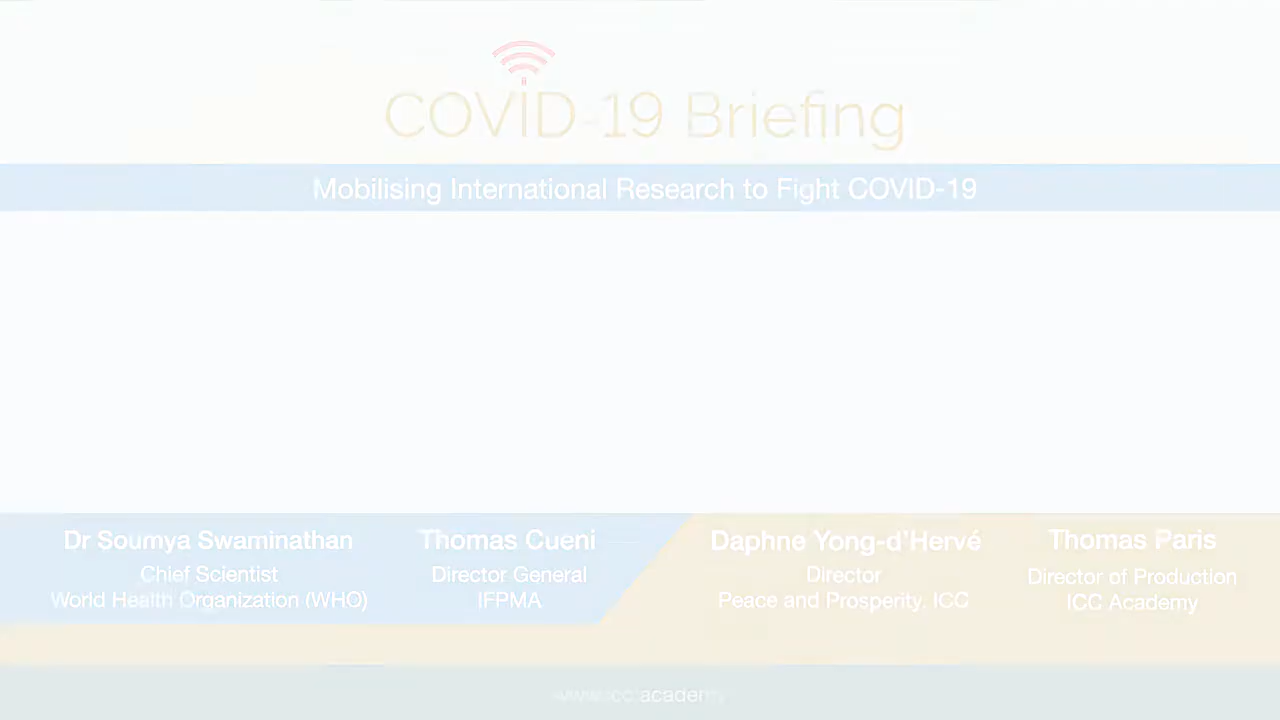 COVID-19 Briefing
Mobilising International Research to Fight COVID-19
Dr Soumya Swaminathan
Chief Scientist
World Health Organization (WHO)
Thomas Cueni
Director General
IFPMA
Daphne Yong-d'Hervé
Director
Peace and Prosperity, ICC
Thomas Paris
Director of Production
ICC Academy